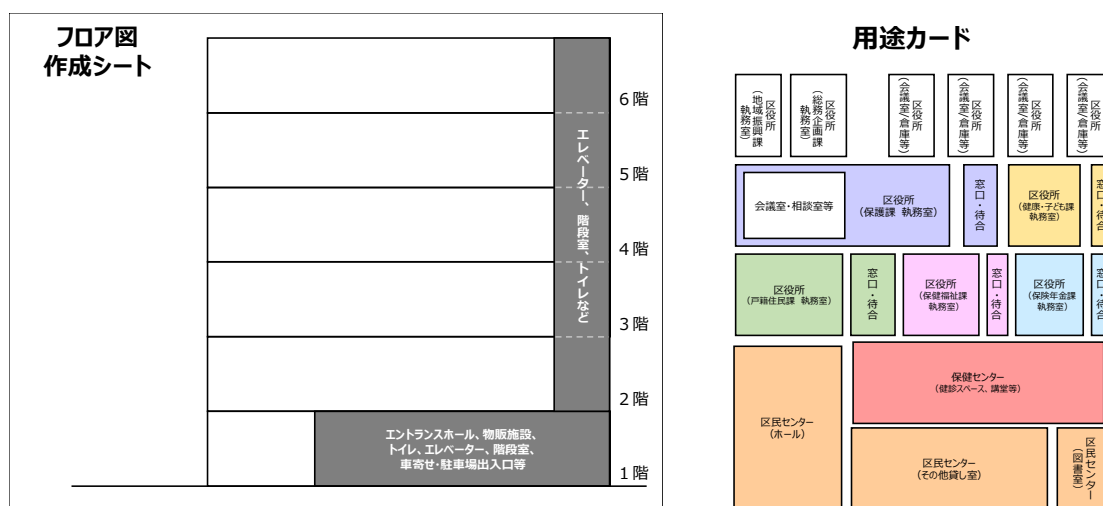 フロア図
作成シート
6階
5階
4階
3階
2階
1階
エレベーター、階段室、トイレなど
エントランスホール、物販施設、
トイレ、エレベーター、階段室、
車寄せ・駐車場出入口等
用途カード
区役所
(地域振興課
執務室)
区役所
(総務企画課
執務室)
区役所
(会議室/倉庫等)
区役所
(会議室/倉庫等)
区役所
(会議室/倉庫等)
区役所
(会議室/倉庫等)
会議室・相談室等
区役所
(保護課 執務室)
窓口・待合
区役所
(健康・子ども課
執務室)
窓口・待合
区役所
(戸籍住民課 執務室)
窓口・待合
区役所
(保健福祉課
執務室)
窓口・待合
区役所
(保険年金課
執務室)
窓口・待合
区民センター
(ホール)
保健センター
(健診スペース、講堂等)
区民センター
(その他貸し室)
区民センター
(図書室)